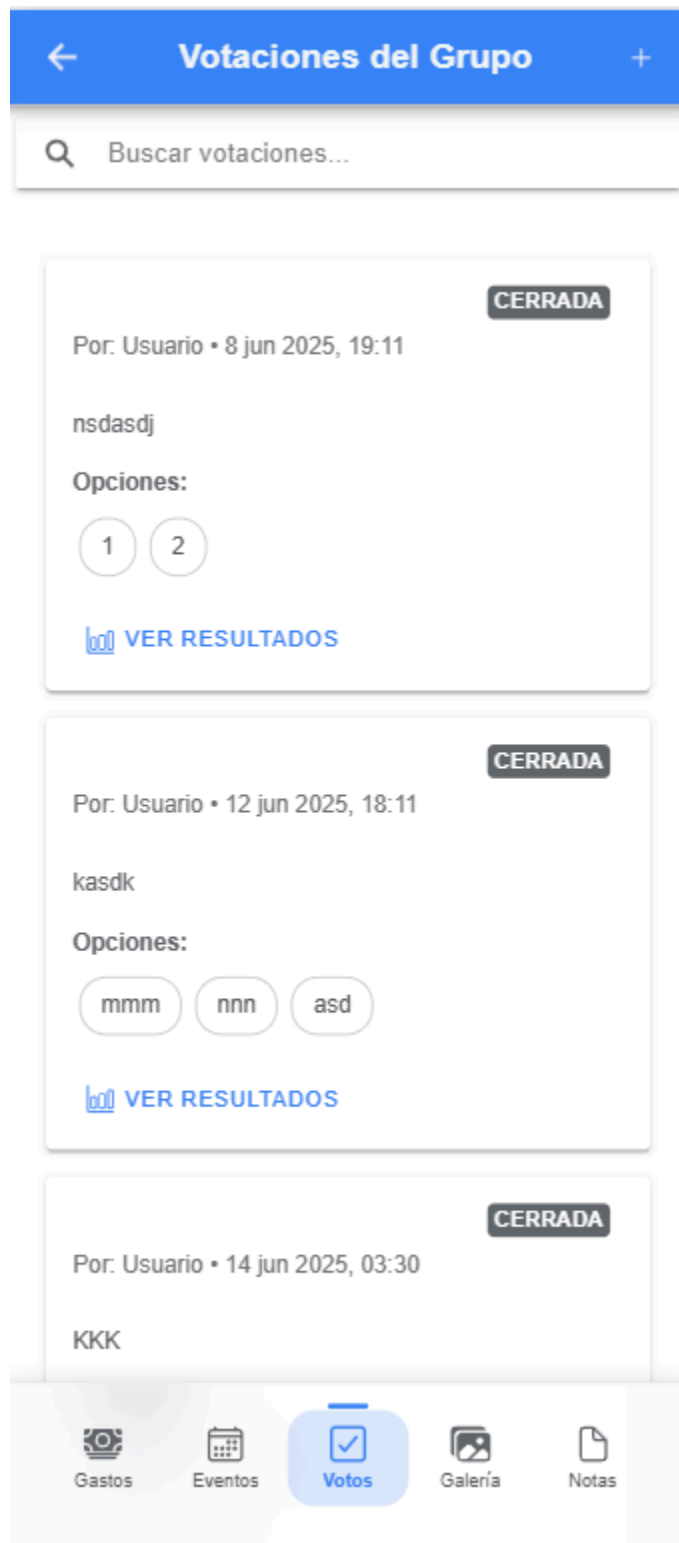 Votaciones del Grupo +
Buscar votaciones...
CERRADA
Por: Usuario • 8 jun 2025, 19:11
nsdasdj
Opciones:
1 2
VER RESULTADOS
CERRADA
Por: Usuario • 12 jun 2025, 18:11
kasdk
Opciones:
mmm nnn asd
VER RESULTADOS
CERRADA
Por: Usuario • 14 jun 2025, 03:30
KKK
Gastos Eventos Votos Galería Notas